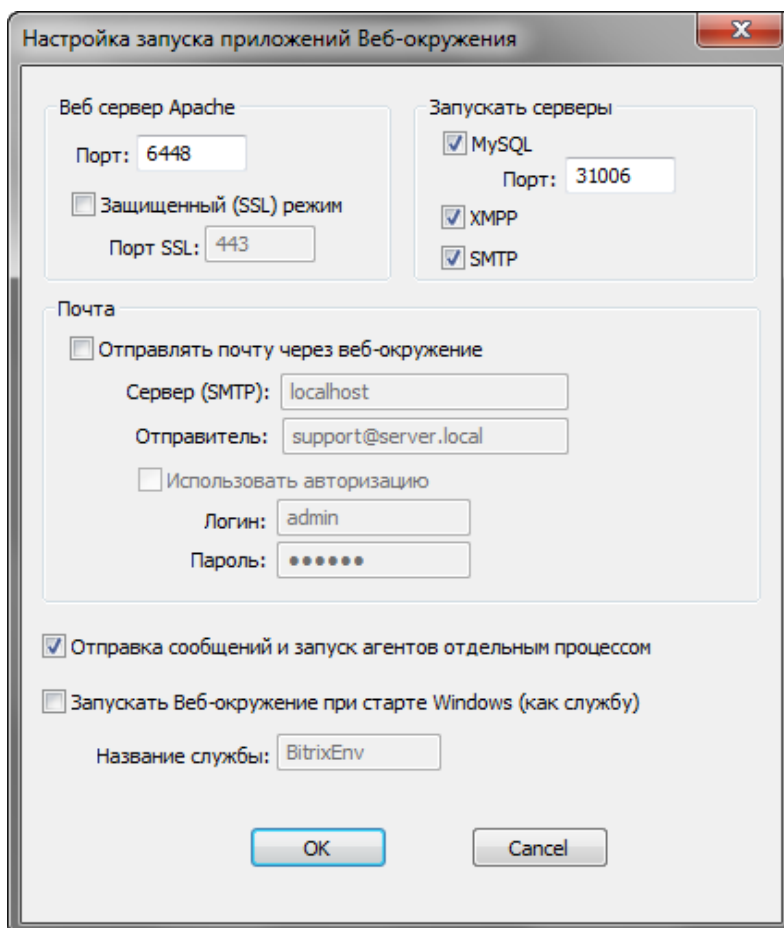 Настройка запуска приложений Веб-окружения
Веб сервер Apache
Порт: 6448
Защищенный (SSL) режим
Порт SSL: 443
Запускать серверы
MySQL
Порт: 31006
XMPP
SMTP
Почта
Отправлять почту через веб-окружение
Сервер (SMTP): localhost
Отправитель: support@server.local
Использовать авторизацию
Логин: admin
Пароль: ●●●●●●
Отправка сообщений и запуск агентов отдельным процессом
Запускать Веб-окружение при старте Windows (как службу)
Название службы: BitrixEnv
OK
Cancel